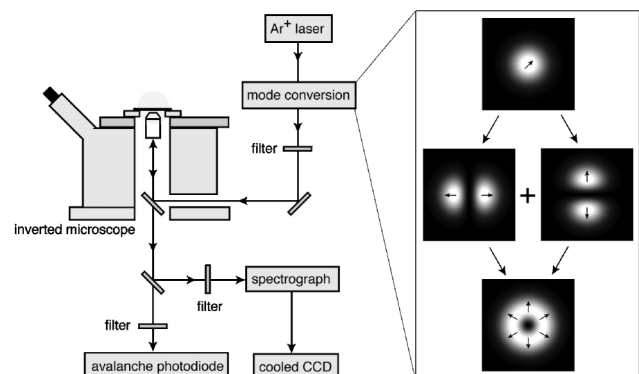 Ar+ laser
mode conversion
filter
inverted microscope
+
spectrograph
filter
filter
avalanche photodiode
cooled CCD